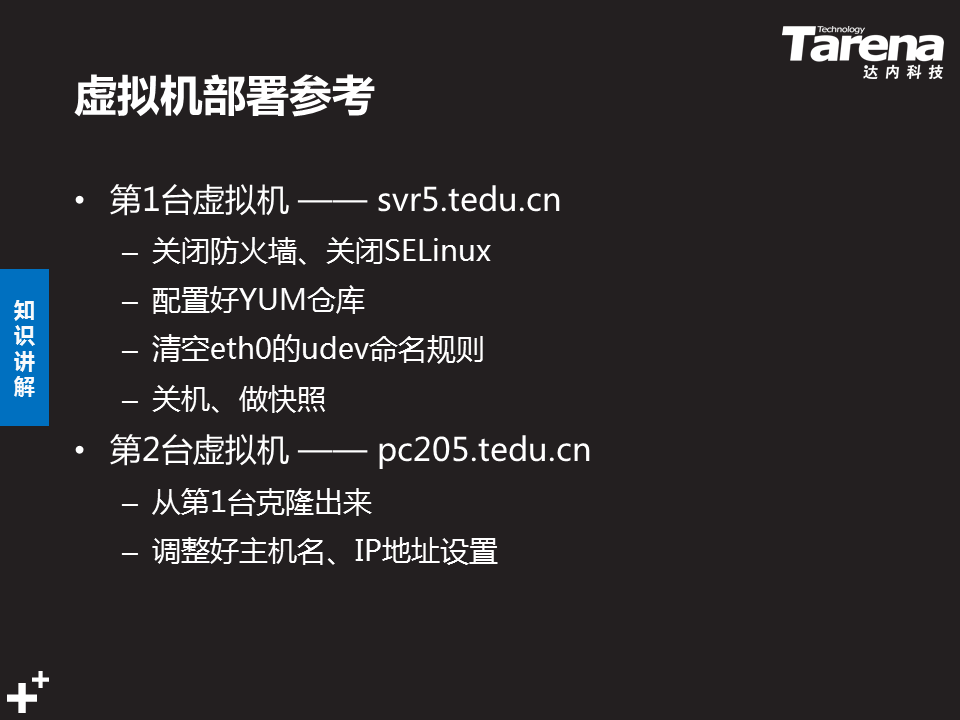 Technology
Tarena
达内科技
虚拟机部署参考
• 第1台虚拟机 —— svr5.tedu.cn
– 关闭防火墙、关闭SELinux
– 配置好YUM仓库
– 清空eth0的udev命名规则
– 关机、做快照
• 第2台虚拟机 —— pc205.tedu.cn
– 从第1台克隆出来
– 调整好主机名、IP地址设置
知识讲解